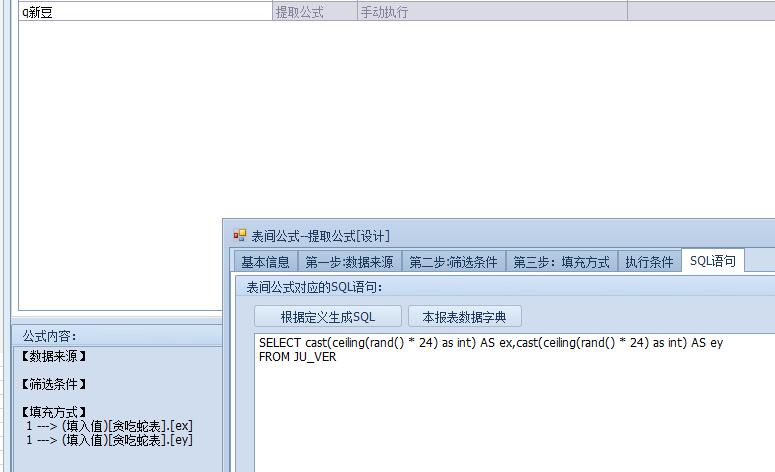 q新豆 提取公式 手动执行
表间公式--提取公式[设计]
基本信息 第一步:数据来源 第二步:筛选条件 第三步：填充方式 执行条件 SQL语句
表间公式对应的SQL语句:
根据定义生成SQL 本报表数据字典
SELECT cast(ceiling(rand() * 24) as int) AS ex,cast(ceiling(rand() * 24) as int) AS ey
FROM JU_VER
公式内容:
【数据来源】
【筛选条件】
【填充方式】
1 ---> (填入值)[贪吃蛇表].[ex]
1 ---> (填入值)[贪吃蛇表].[ey]